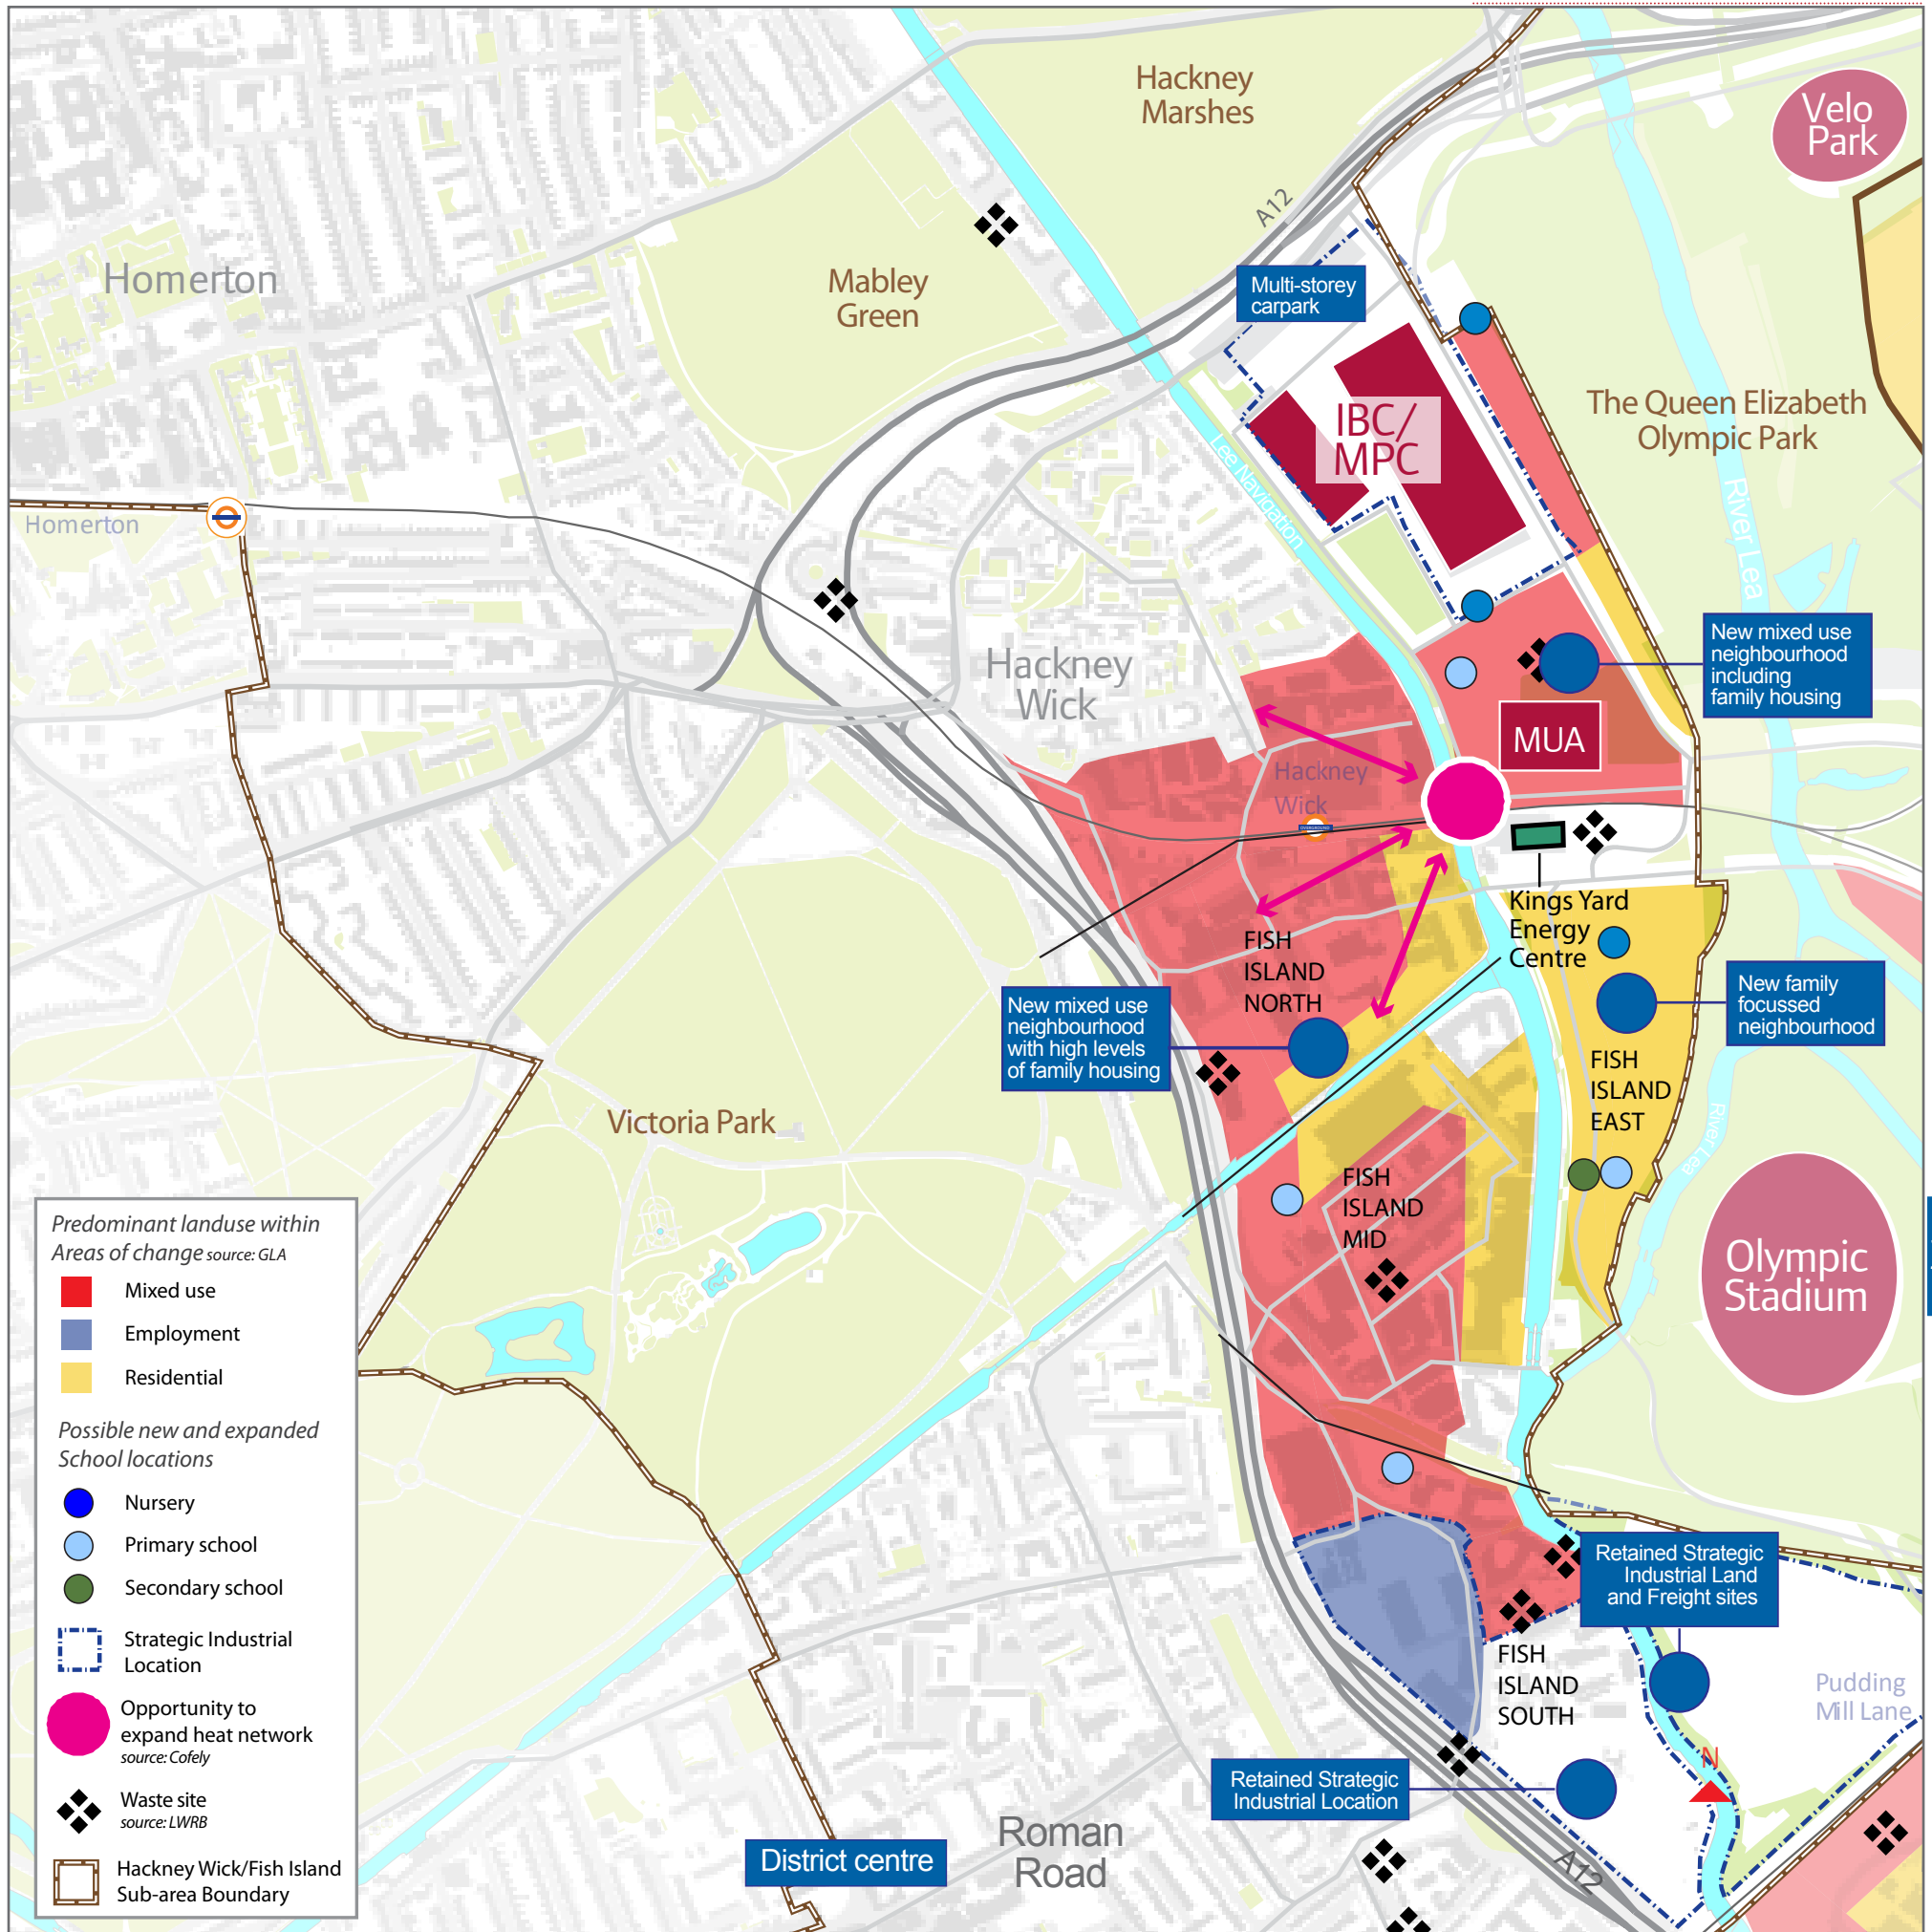 Hackney
Marshes
Velo
Park
A12
Homerton
Mabley
Green
Multi-storey
carpark
IBC/
MPC
The Queen Elizabeth
Olympic Park
Lee Navigation
River Lea
Homerton
New mixed use
neighbourhood
including
family housing
Hackney
Wick
MUA
Hackney
Wick
UNDERGROUND
Kings Yard
Energy
Centre
FISH
ISLAND
NORTH
New family
focussed
neighbourhood
New mixed use
neighbourhood
with high levels
of family housing
FISH
ISLAND
EAST
River Lea
Victoria Park
FISH
ISLAND
MID
Olympic
Stadium
Predominant landuse within
Areas of change source: GLA
Mixed use
Employment
Residential
Possible new and expanded
School locations
Nursery
Primary school
Secondary school
Strategic Industrial
Location
Opportunity to
expand heat network
source: Cofely
Waste site
source: LWRB
Hackney Wick/Fish Island
Sub-area Boundary
Retained Strategic
Industrial Land
and Freight sites
FISH
ISLAND
SOUTH
Pudding
Mill Lane
N
Retained Strategic
Industrial Location
Roman
Road
District centre
A12